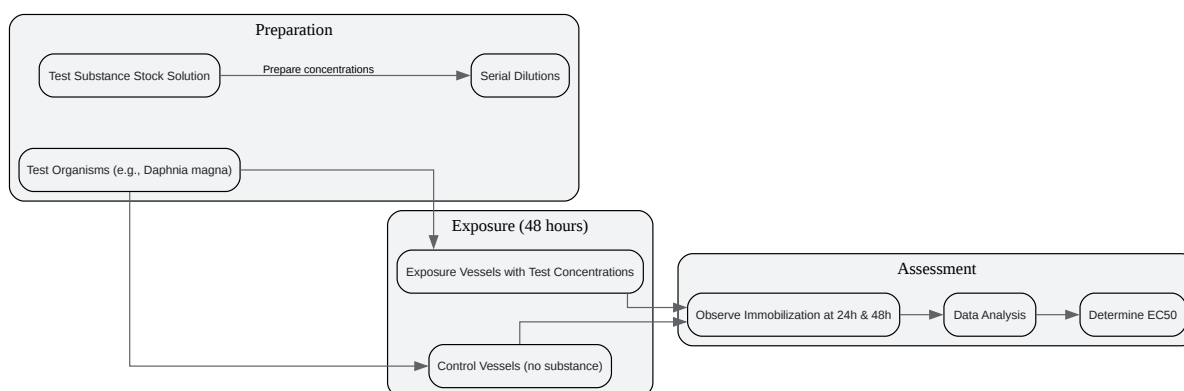 Preparation
Test Substance Stock Solution
Prepare concentrations
Serial Dilutions
Test Organisms (e.g., Daphnia magna)
Exposure (48 hours)
Exposure Vessels with Test Concentrations
Control Vessels (no substance)
Assessment
Observe Immobilization at 24h & 48h
Data Analysis
Determine EC50